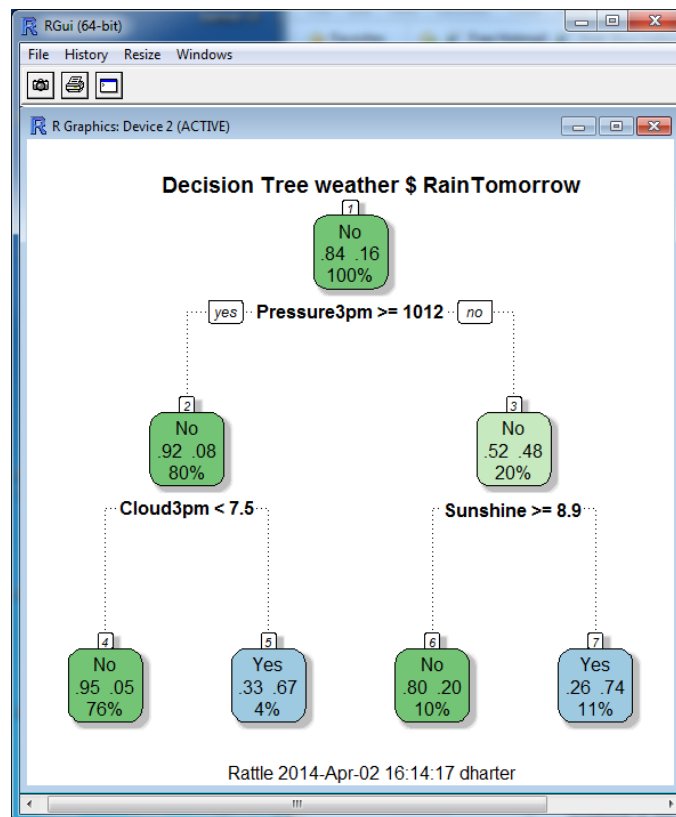 RGui (64-bit)
File History Resize Windows
R Graphics: Device 2 (ACTIVE)
Decision Tree weather $ RainTomorrow
1
No
.84 .16
100%
yes Pressure3pm >= 1012 no
2
No
.92 .08
80%
3
No
.52 .48
20%
Cloud3pm < 7.5
Sunshine >= 8.9
4
No
.95 .05
76%
5
Yes
.33 .67
4%
6
No
.80 .20
10%
7
Yes
.26 .74
11%
Rattle 2014-Apr-02 16:14:17 dharter